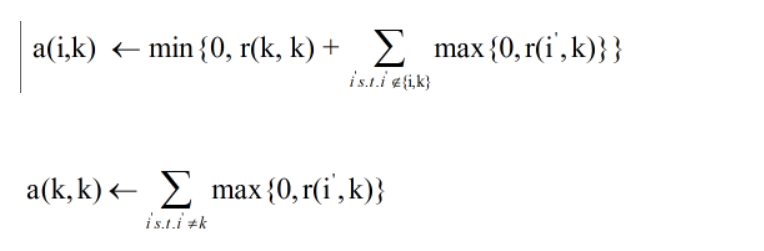 a(i,k) ← min{0, r(k, k) + ∑ max{0,r(i',k)}}
i's.t.i'∉{i,k}
a(k,k) ← ∑ max{0,r(i',k)}
i's.t.i'≠k